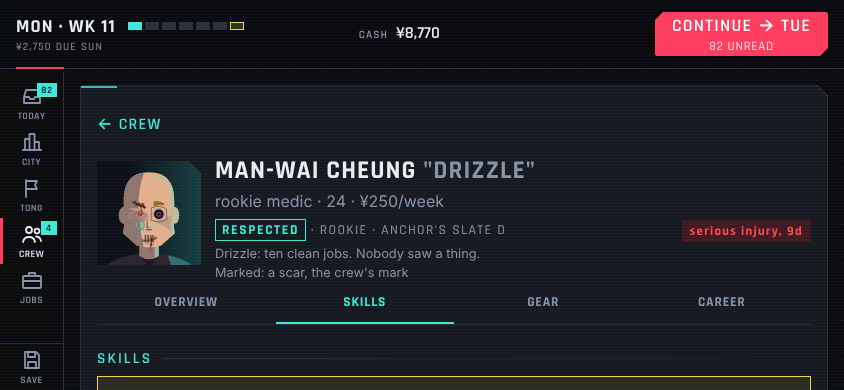 MON · WK 11
¥2,750 DUE SUN
CASH ¥8,770
CONTINUE → TUE
82 UNREAD
82
TODAY
CITY
TONG
4
CREW
JOBS
SAVE
← CREW
MAN-WAI CHEUNG "DRIZZLE"
rookie medic · 24 · ¥250/week
RESPECTED · ROOKIE · ANCHOR'S SLATE D
serious injury, 9d
Drizzle: ten clean jobs. Nobody saw a thing.
Marked: a scar, the crew's mark
OVERVIEW SKILLS GEAR CAREER
SKILLS